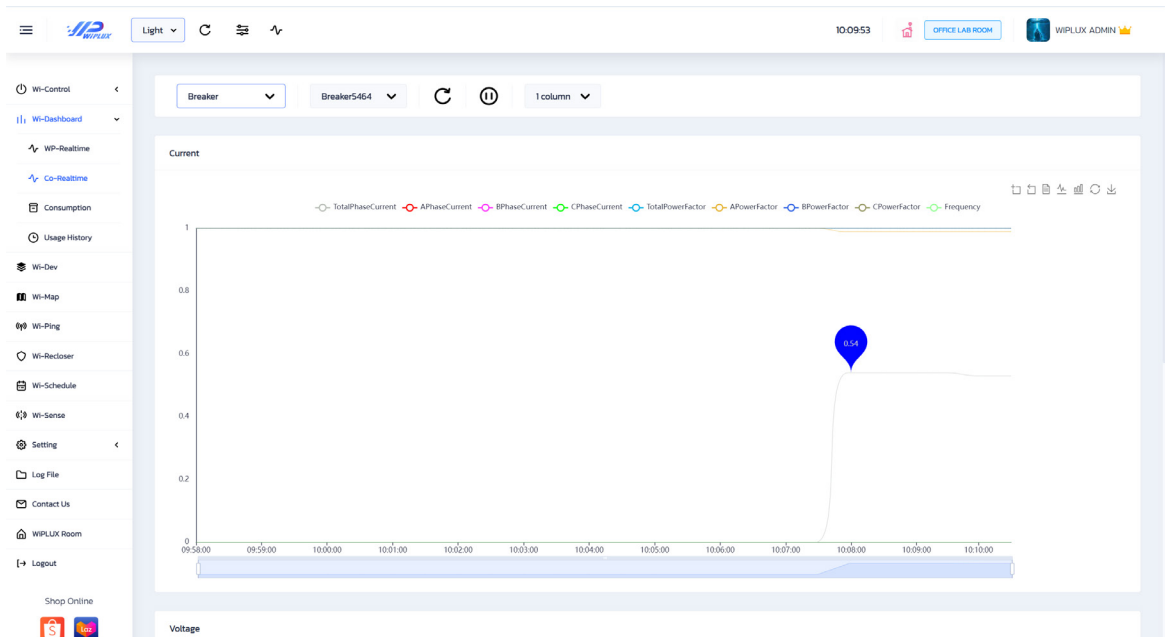 WIPLUX
Light
10:09:53
OFFICE LAB ROOM
WIPLUX ADMIN
Wi-Control
Wi-Dashboard
WP-Realtime
Co-Realtime
Consumption
Usage History
Wi-Dev
Wi-Map
Wi-Ping
Wi-Recloser
Wi-Schedule
Wi-Sense
Setting
Log File
Contact Us
WIPLUX Room
Logout
Shop Online
S
Laz
Breaker
Breaker5464
1 column
Current
TotalPhaseCurrent APhaseCurrent BPhaseCurrent CPhaseCurrent TotalPowerFactor APowerFactor BPowerFactor CPowerFactor Frequency
1
0.8
0.6
0.54
0.4
0.2
0
09:58:00 09:59:00 10:00:00 10:01:00 10:02:00 10:03:00 10:04:00 10:05:00 10:06:00 10:07:00 10:08:00 10:09:00 10:10:00
Voltage